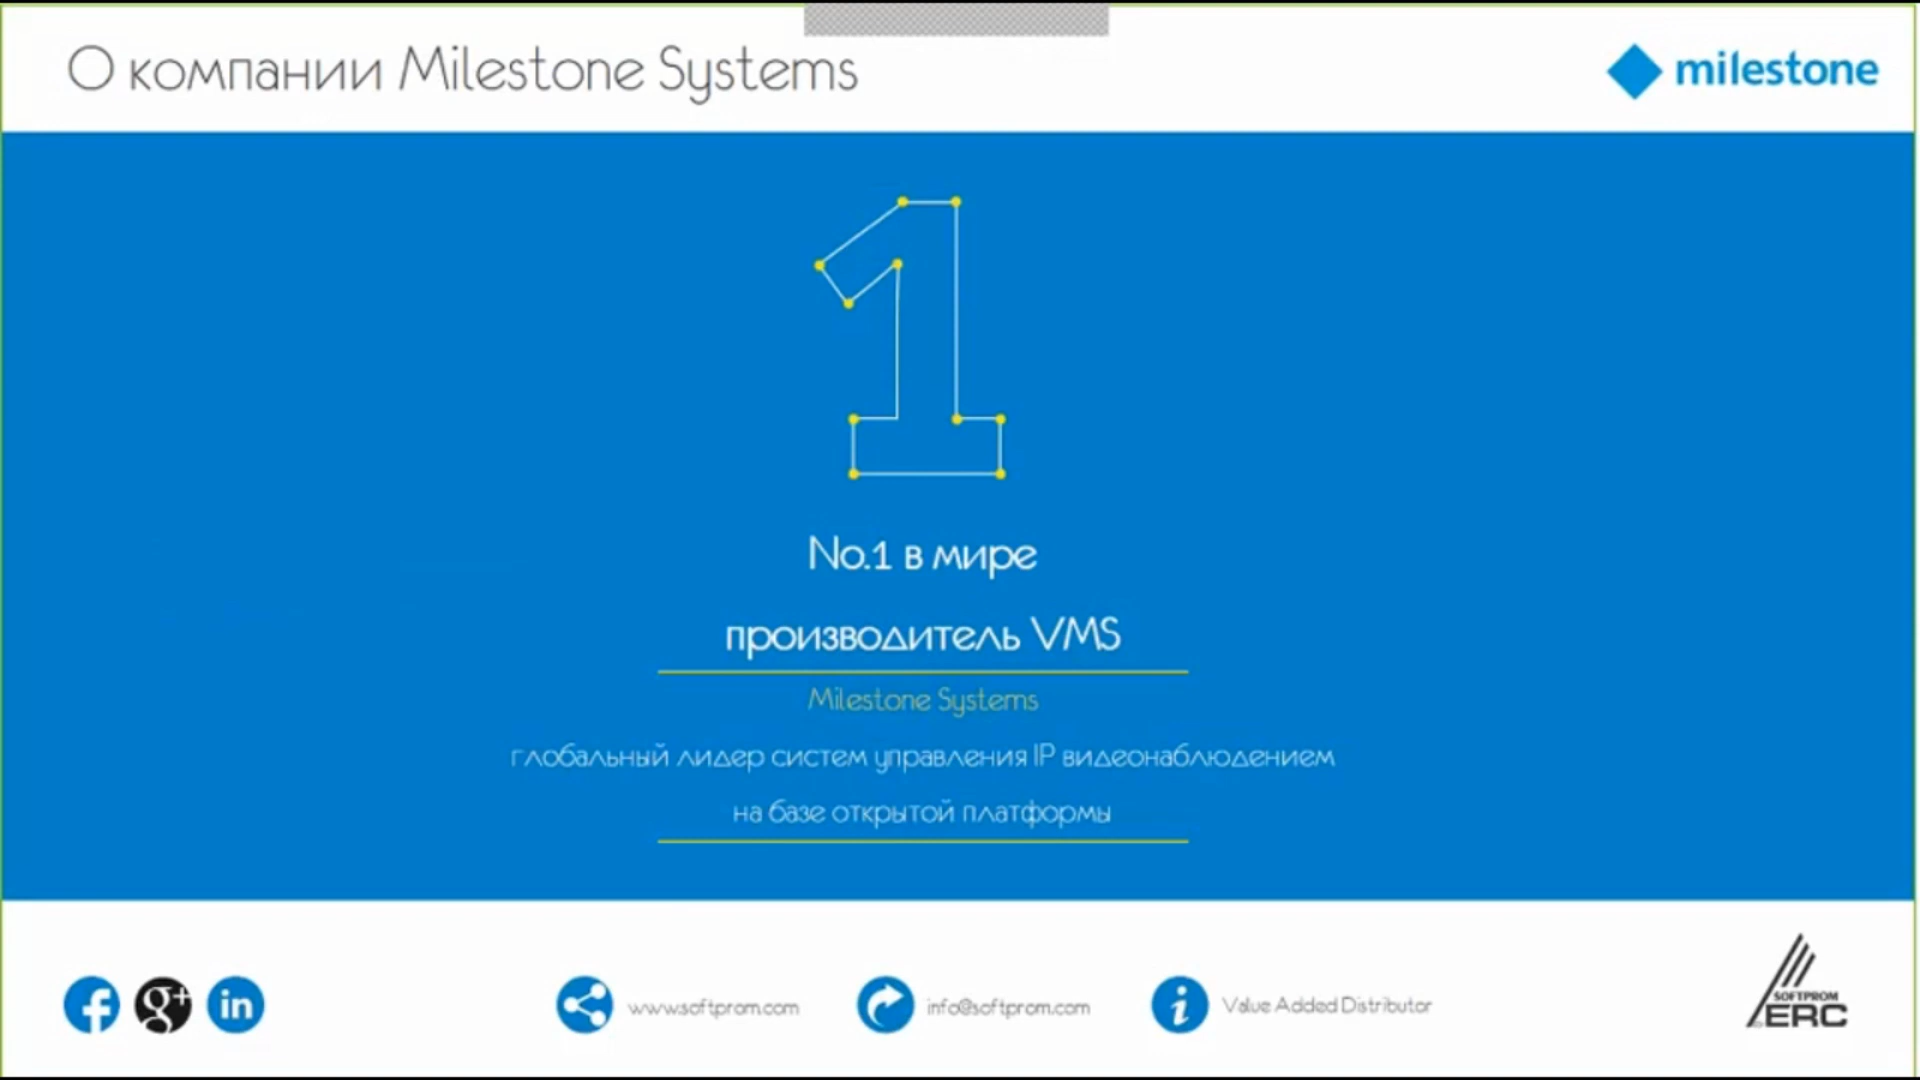 О компании Milestone Systems
milestone
1
No.1 в мире
производитель VMS
Milestone Systems
глобальный лидер систем управления IP видеонаблюдением
на базе открытой платформы
f g+ in
www.softprom.com
info@softprom.com
i
Value Added Distributor
SOFTPROM
ERC